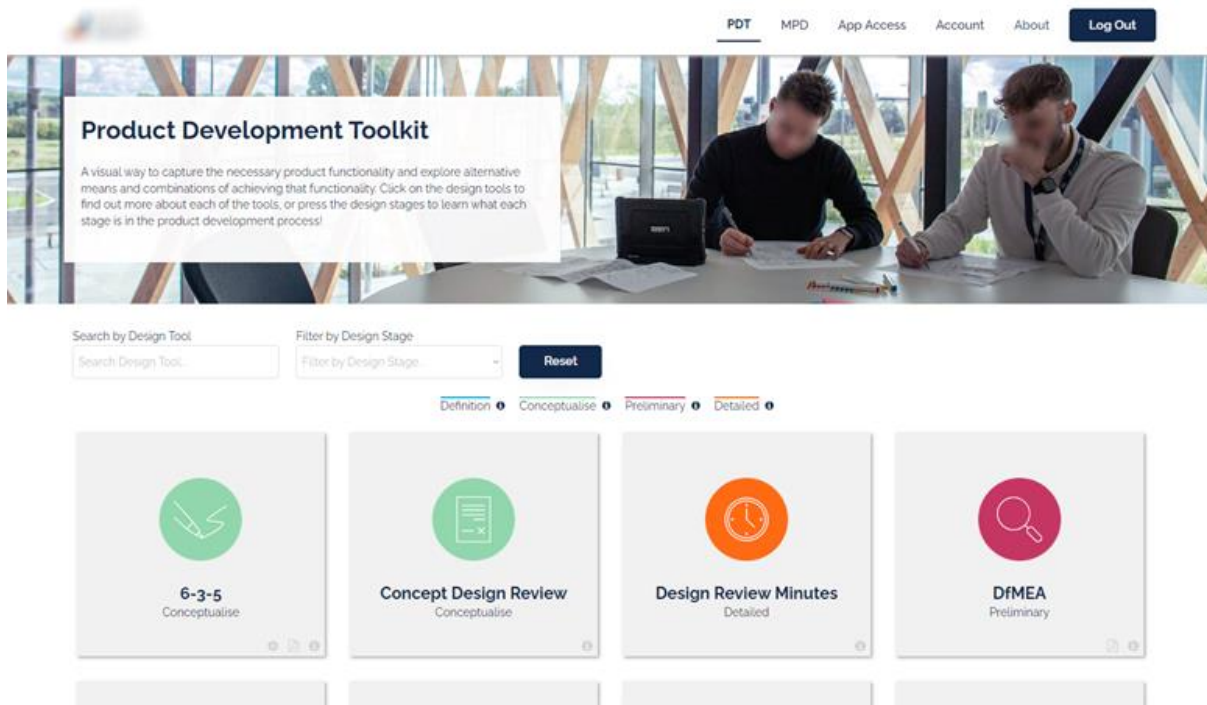 PDT MPD App Access Account About Log Out
Product Development Toolkit
A visual way to capture the necessary product functionality and explore alternative
means and combinations of achieving that functionality. Click on the design tools to
find out more about each of the tools, or press the design stages to learn what each
stage is in the product development process!
Search by Design Tool Filter by Design Stage
Search Design Tool... Filter by Design Stage... Reset
Definition Conceptualise Preliminary Detailed
6-3-5 Concept Design Review Design Review Minutes DfMEA
Conceptualise Conceptualise Detailed Preliminary